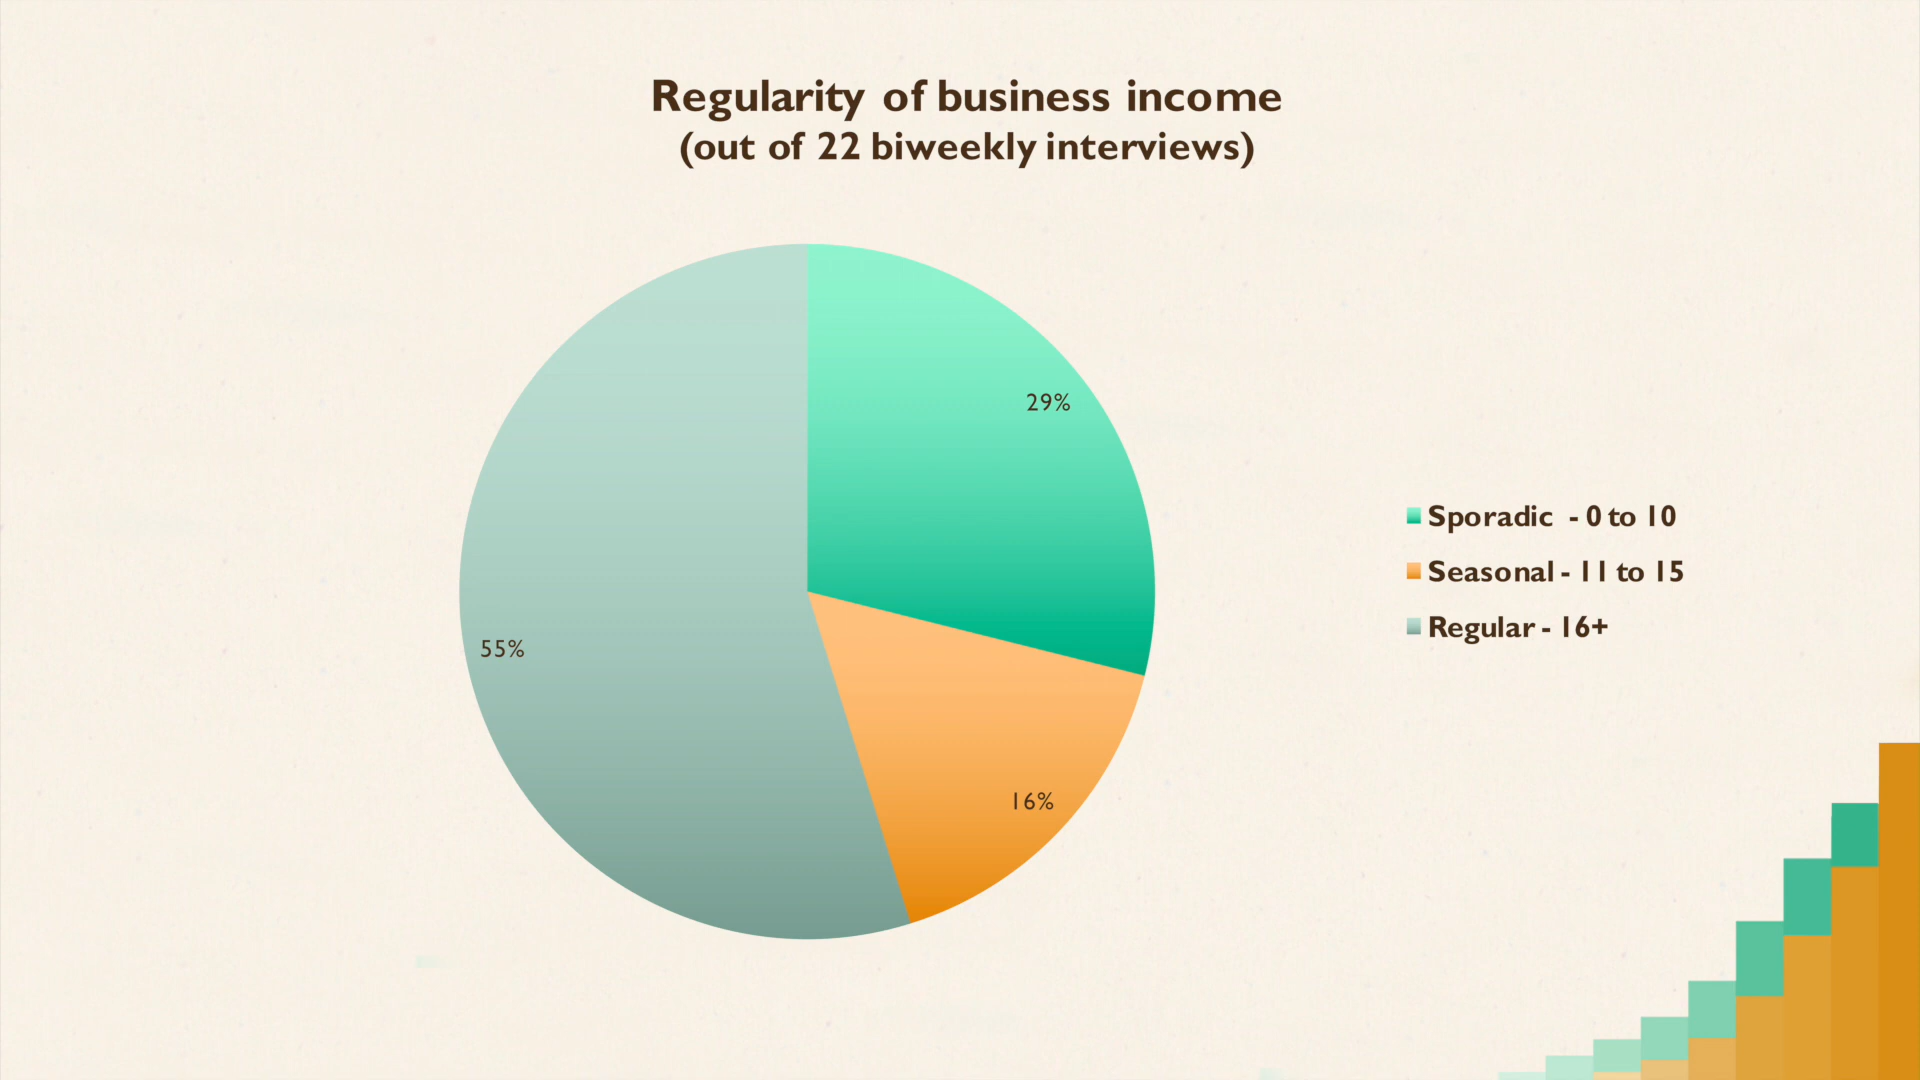 Regularity of business income
(out of 22 biweekly interviews)
29%
55%
16%
Sporadic - 0 to 10
Seasonal - 11 to 15
Regular - 16+